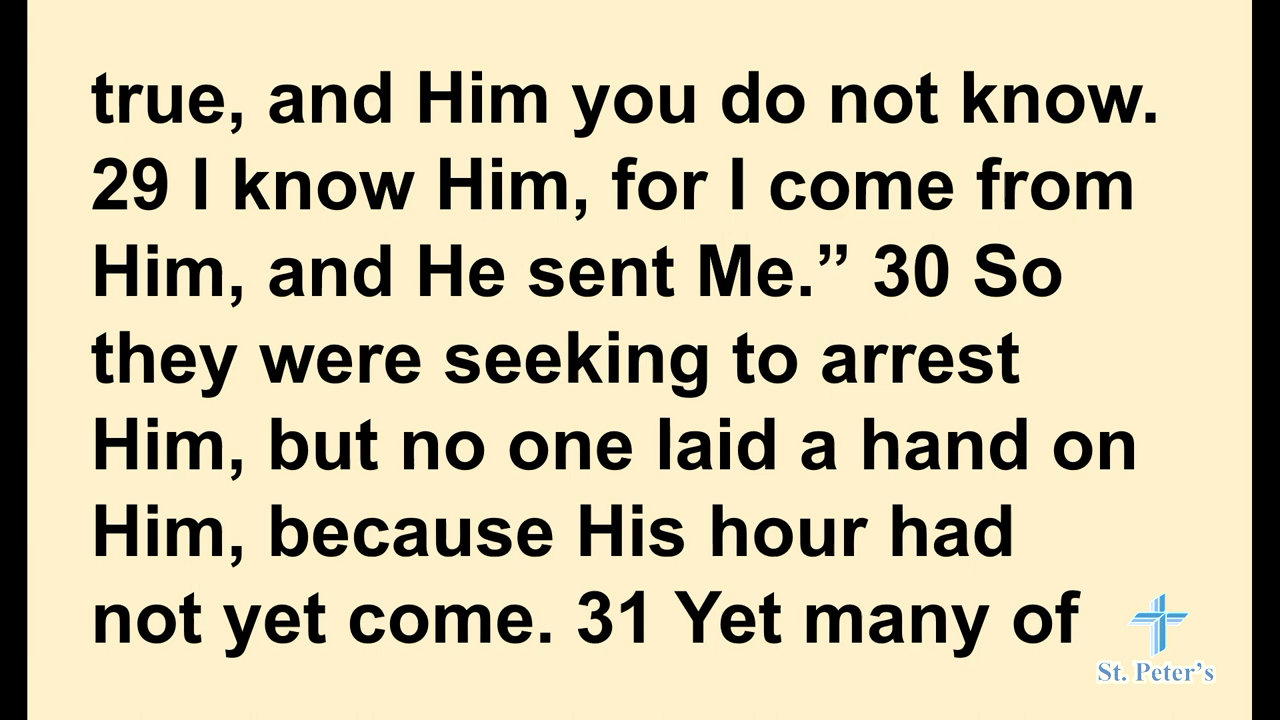 true, and Him you do not know.
29 I know Him, for I come from
Him, and He sent Me.” 30 So
they were seeking to arrest
Him, but no one laid a hand on
Him, because His hour had
not yet come. 31 Yet many of
St. Peter’s